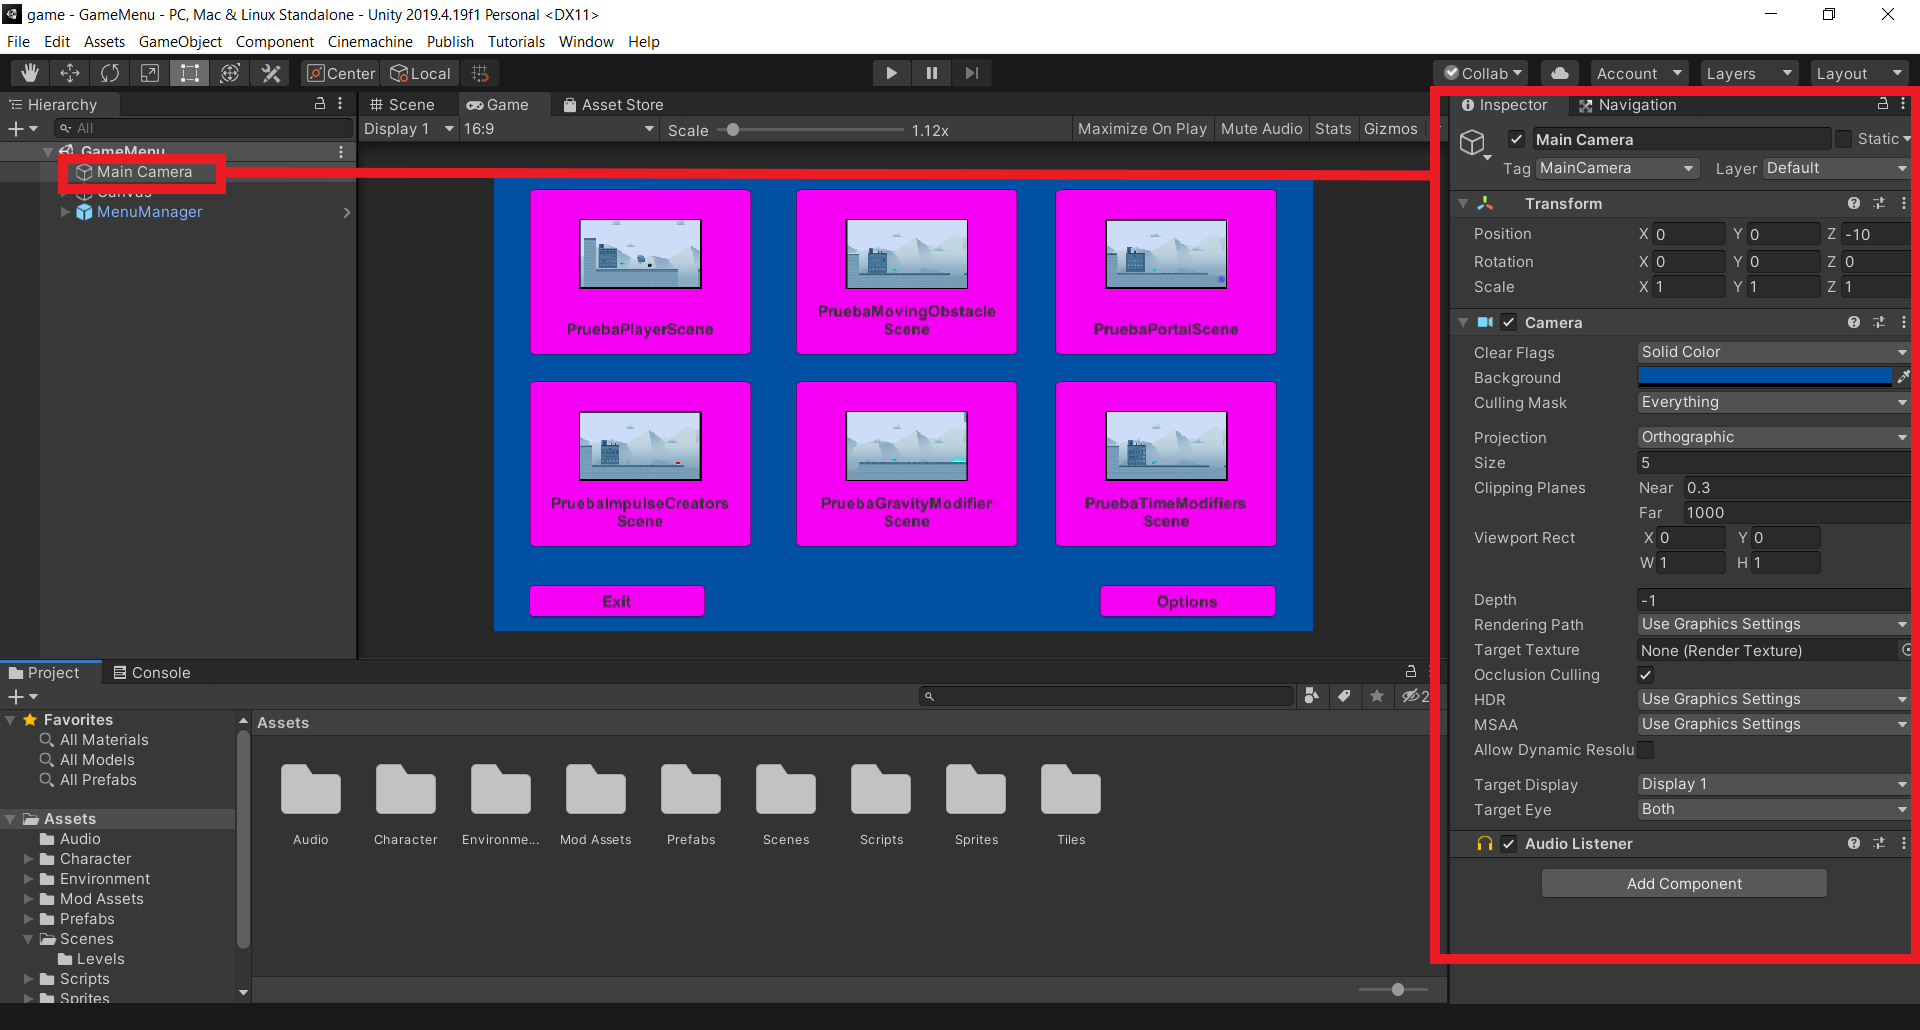 game - GameMenu - PC, Mac & Linux Standalone - Unity 2019.4.19f1 Personal <DX11>
File Edit Assets GameObject Component Cinemachine Publish Tutorials Window Help
Center Local Collab Account Layers Layout
Hierarchy
All
GameMenu
Main Camera
Canvas
MenuManager
Scene Game Asset Store
Display 1 16:9 Scale 1.12x Maximize On Play Mute Audio Stats Gizmos
PruebaPlayerScene
PruebaMovingObstacle
Scene
PruebaPortalScene
PruebaImpulseCreators
Scene
PruebaGravityModifier
Scene
PruebaTimeModifiers
Scene
Exit
Options
Inspector Navigation
Main Camera Static
Tag MainCamera Layer Default
Transform
Position X 0 Y 0 Z -10
Rotation X 0 Y 0 Z 0
Scale X 1 Y 1 Z 1
Camera
Clear Flags Solid Color
Background
Culling Mask Everything
Projection Orthographic
Size 5
Clipping Planes Near 0.3
Far 1000
Viewport Rect X 0 Y 0
W 1 H 1
Depth -1
Rendering Path Use Graphics Settings
Target Texture None (Render Texture)
Occlusion Culling
HDR Use Graphics Settings
MSAA Use Graphics Settings
Allow Dynamic Resolu
Target Display Display 1
Target Eye Both
Audio Listener
Add Component
Project Console
2
Favorites
All Materials
All Models
All Prefabs
Assets
Audio
Character
Environment
Mod Assets
Prefabs
Scenes
Levels
Scripts
Sprites
Assets
Audio Character Environme... Mod Assets Prefabs Scenes Scripts Sprites Tiles